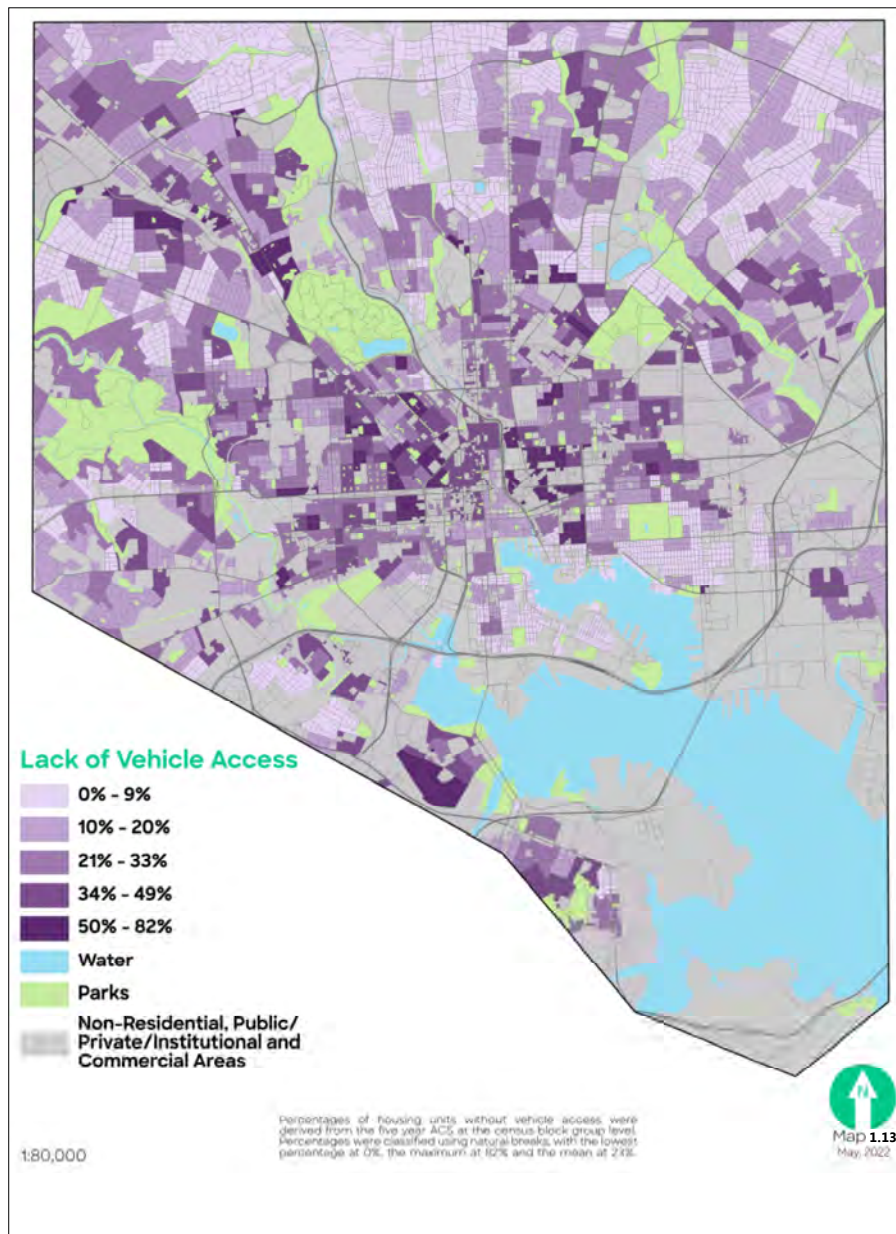 Lack of Vehicle Access
0% - 9%
10% - 20%
21% - 33%
34% - 49%
50% - 82%
Water
Parks
Non-Residential, Public/
Private/Institutional and
Commercial Areas
1:80,000
Percentages of housing units without vehicle access were
derived from the five year ACS at the census block group level.
Percentages were classified using natural breaks, with the lowest
percentage at 0%, the maximum at 82% and the mean at 23%.
N
Map 1.13
May, 2022